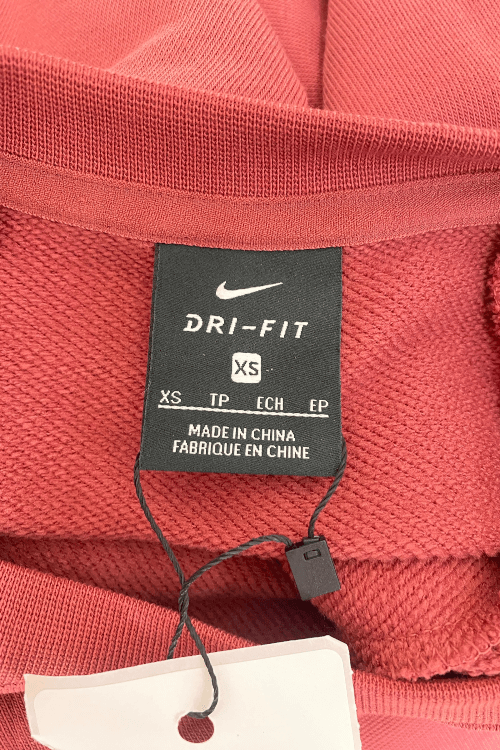 DRI-FIT
XS
XS TP ECH EP
MADE IN CHINA
FABRIQUE EN CHINE